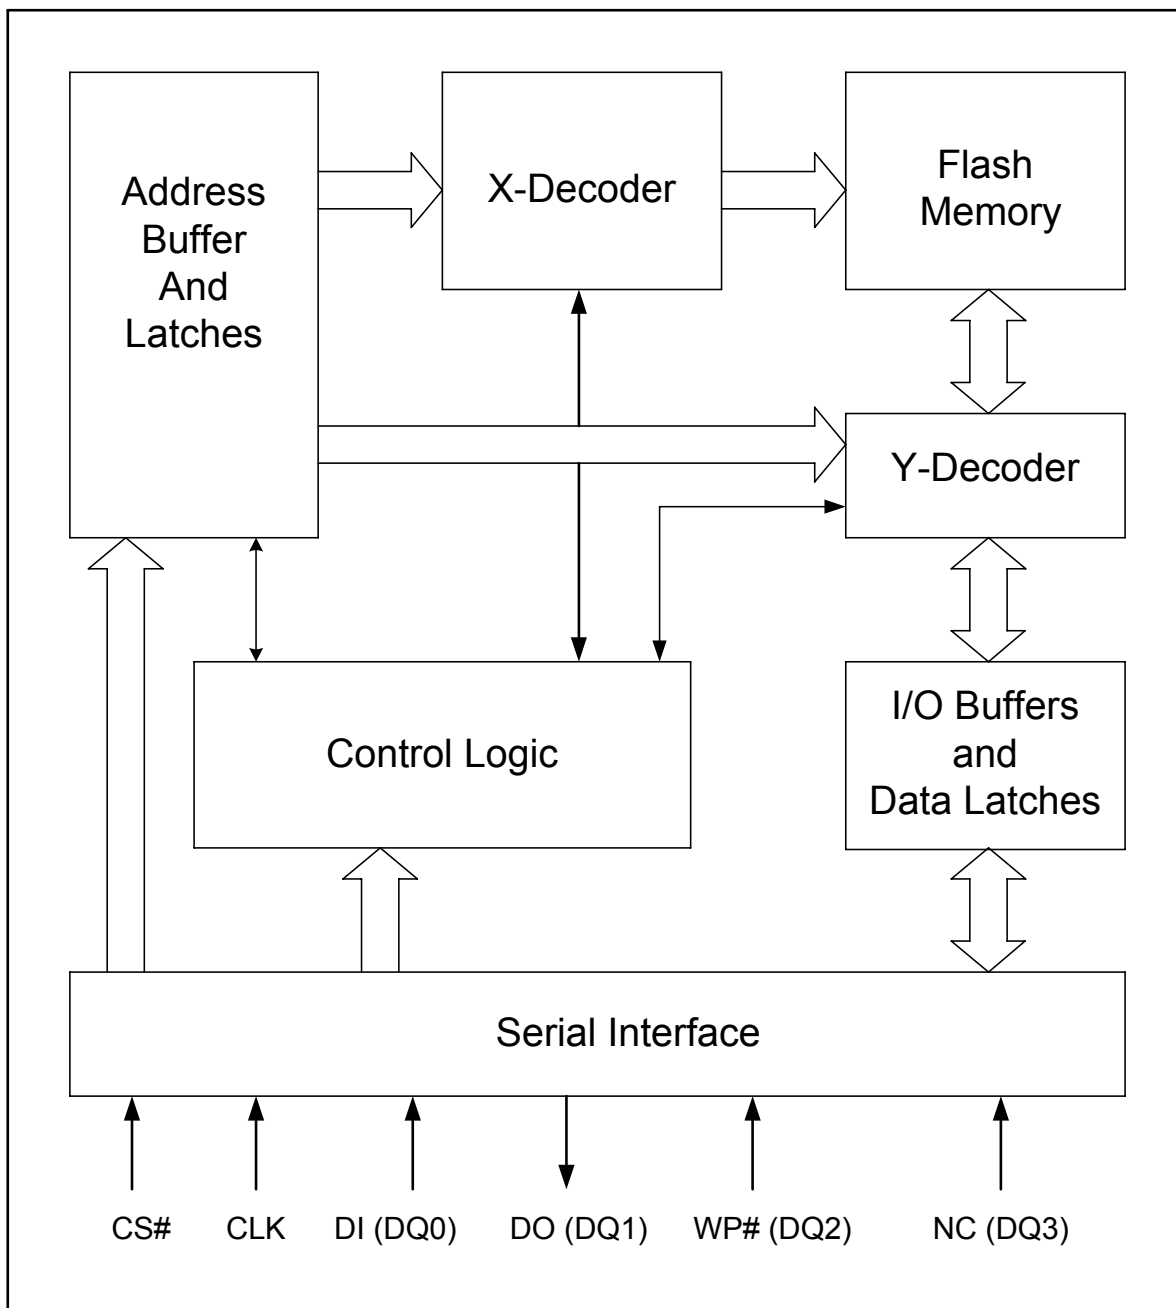 Address
Buffer
And
Latches
X-Decoder
Flash
Memory
Y-Decoder
Control Logic
I/O Buffers
and
Data Latches
Serial Interface
CS#
CLK
DI (DQ0)
DO (DQ1)
WP# (DQ2)
NC (DQ3)